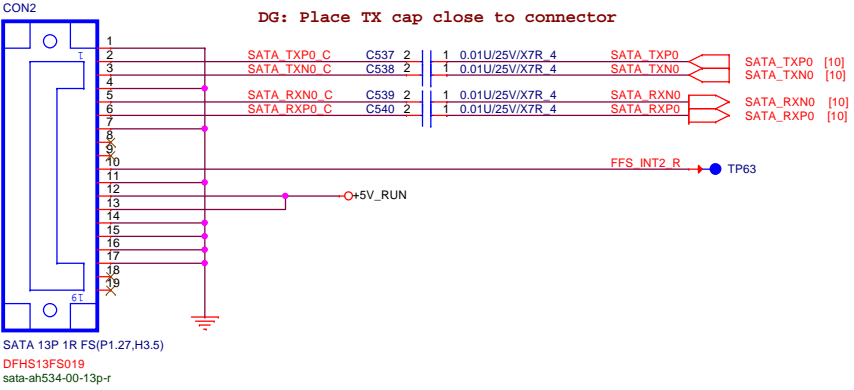 CON2
DG: Place TX cap close to connector
1
1
2 SATA_TXP0_C C537 2 1 0.01U/25V/X7R_4 SATA_TXP0 SATA_TXP0 [10]
3 SATA_TXN0_C C538 2 1 0.01U/25V/X7R_4 SATA_TXN0 SATA_TXN0 [10]
4
5 SATA_RXN0_C C539 2 1 0.01U/25V/X7R_4 SATA_RXN0 SATA_RXN0 [10]
6 SATA_RXP0_C C540 2 1 0.01U/25V/X7R_4 SATA_RXP0 SATA_RXP0 [10]
7
8
9
10 FFS_INT2_R TP63
11
12 +5V_RUN
13
14
15
16
17
18
19
19
SATA 13P 1R FS(P1.27,H3.5)
DFHS13FS019
sata-ah534-00-13p-r